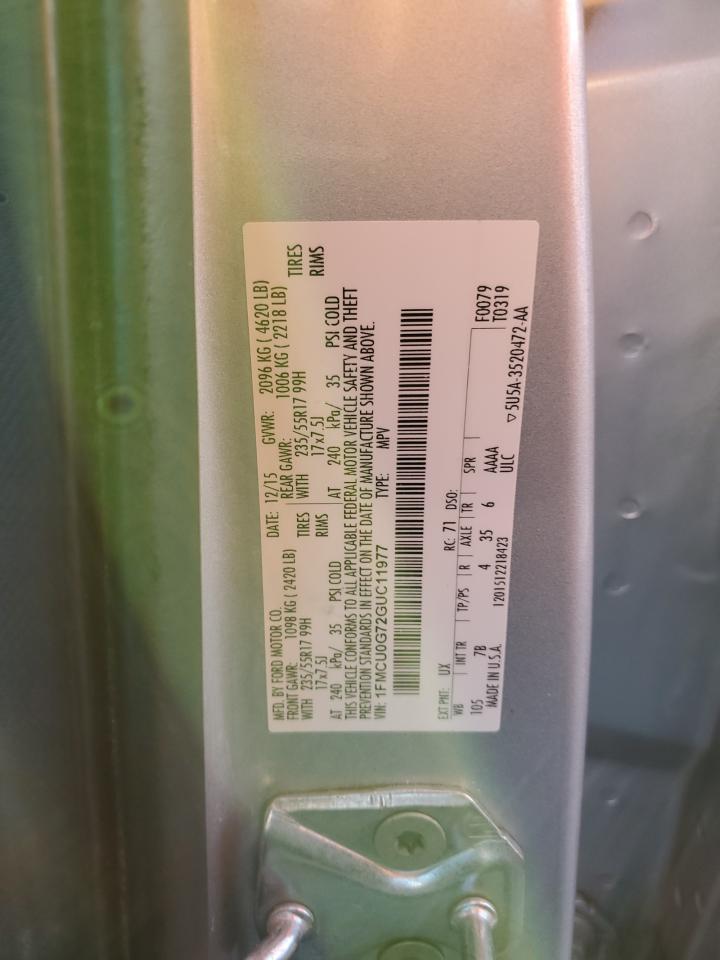 MFD. BY FORD MOTOR CO.
DATE: 12/15 GVWR: 2096 KG ( 4620 LB)
FRONT GAWR: 1098 KG ( 2420 LB)
REAR GAWR: 1006 KG ( 2218 LB)
WITH 235/55R17 99H TIRES
17x7.5J RIMS
AT 240 kPa/ 35 PSI COLD
WITH 235/55R17 99H TIRES
17x7.5J RIMS
AT 240 kPa/ 35 PSI COLD
THIS VEHICLE CONFORMS TO ALL APPLICABLE FEDERAL MOTOR VEHICLE SAFETY AND THEFT
PREVENTION STANDARDS IN EFFECT ON THE DATE OF MANUFACTURE SHOWN ABOVE.
VIN: 1FMCU0G72GUC11977 TYPE: MPV
EXT PNT: UX RC: 71 DSO:
WB INT TR TP/PS R AXLE TR SPR
105 7B 4 35 6 AAAA
F0079
T0319
MADE IN U.S.A. 1201512218423 ULC
▽5U5A-3520472-AA